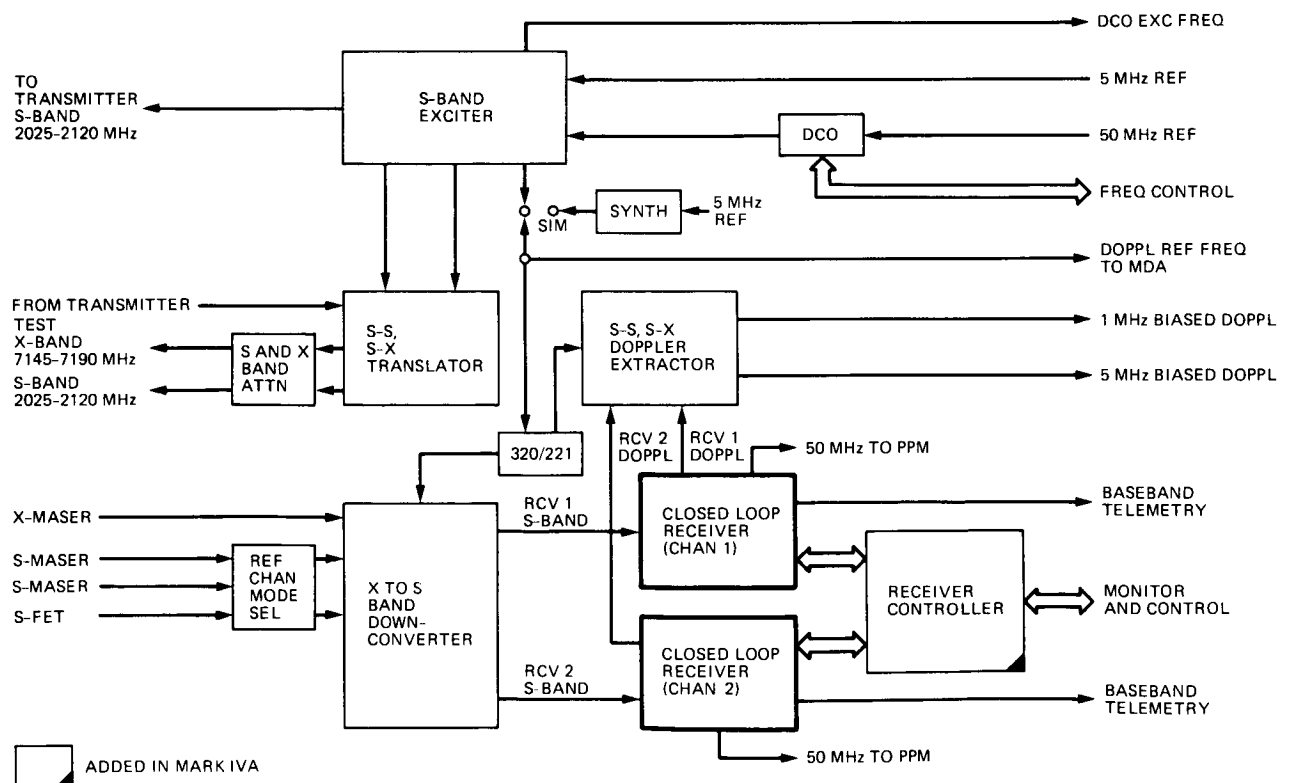 DCO EXC FREQ
TO
TRANSMITTER
S-BAND
2025-2120 MHz
S-BAND
EXCITER
5 MHz REF
DCO
50 MHz REF
FREQ CONTROL
SIM
SYNTH
5 MHz
REF
DOPPL REF FREQ
TO MDA
FROM TRANSMITTER
TEST
X-BAND
7145-7190 MHz
S-BAND
2025-2120 MHz
S AND X
BAND
ATTN
S-S,
S-X
TRANSLATOR
S-S, S-X
DOPPLER
EXTRACTOR
1 MHz BIASED DOPPL
5 MHz BIASED DOPPL
320/221
RCV 2
DOPPL
RCV 1
DOPPL
50 MHz TO PPM
X-MASER
S-MASER
S-MASER
S-FET
REF
CHAN
MODE
SEL
X TO S
BAND
DOWN-
CONVERTER
RCV 1
S-BAND
CLOSED LOOP
RECEIVER
(CHAN 1)
BASEBAND
TELEMETRY
RECEIVER
CONTROLLER
MONITOR
AND CONTROL
RCV 2
S-BAND
CLOSED LOOP
RECEIVER
(CHAN 2)
BASEBAND
TELEMETRY
50 MHz TO PPM
ADDED IN MARK IVA